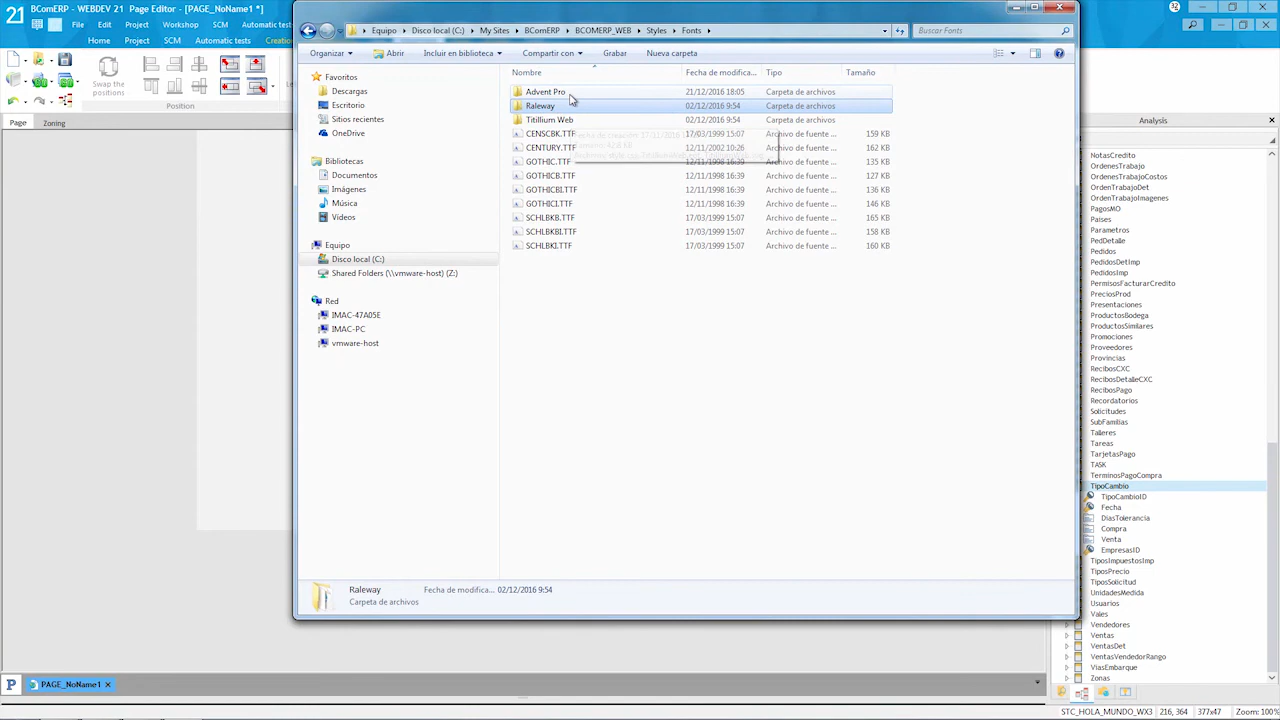 21 BComERP - WEBDEV 21 Page Editor - [PAGE_NoName1 *]
File Edit Project Workshop SCM Automatic tests
32
Home Project SCM Automatic tests Creation
Swap the positions
Position
Page Zoning
Equipo Disco local (C:) My Sites BComERP BCOMERP_WEB Styles Fonts
Buscar Fonts
Organizar Abrir Incluir en biblioteca Compartir con Grabar Nueva carpeta
Nombre Fecha de modifica... Tipo Tamaño
Favoritos
Descargas
Escritorio
Sitios recientes
OneDrive
Bibliotecas
Documentos
Imágenes
Música
Vídeos
Equipo
Disco local (C:)
Shared Folders (\\vmware-host) (Z:)
Red
IMAC-47A05E
IMAC-PC
vmware-host
Advent Pro 21/12/2016 18:05 Carpeta de archivos
Raleway 02/12/2016 9:54 Carpeta de archivos
Titillium Web 02/12/2016 9:54 Carpeta de archivos
CENSCBK.TTF 17/03/1999 15:07 Archivo de fuente ... 159 KB
CENTURY.TTF 12/11/2002 10:26 Archivo de fuente ... 162 KB
GOTHIC.TTF 12/11/1998 16:39 Archivo de fuente ... 135 KB
GOTHICB.TTF 12/11/1998 16:39 Archivo de fuente ... 127 KB
GOTHICBI.TTF 12/11/1998 16:39 Archivo de fuente ... 136 KB
GOTHICI.TTF 12/11/1998 16:39 Archivo de fuente ... 146 KB
SCHLBKB.TTF 17/03/1999 15:07 Archivo de fuente ... 165 KB
SCHLBKBI.TTF 17/03/1999 15:07 Archivo de fuente ... 158 KB
SCHLBKI.TTF 17/03/1999 15:07 Archivo de fuente ... 160 KB
Raleway Fecha de modifica... 02/12/2016 9:54
Carpeta de archivos
Analysis
NotasCredito
OrdenesTrabajo
OrdenTrabajoCostos
OrdenTrabajoDet
OrdenTrabajoImagenes
PagosMO
Paises
Parametros
PedDetalle
Pedidos
PedidosDetImp
PedidosImp
PermisosFacturarCredito
PreciosProd
Presentaciones
ProductosBodega
ProductosSimilares
Promociones
Proveedores
Provincias
RecibosCXC
RecibosDetalleCXC
RecibosPago
Recordatorios
Solicitudes
SubFamilias
Talleres
Tareas
TarjetasPago
TASK
TerminosPagoCompra
TipoCambio
TipoCambioID
Fecha
DiasTolerancia
Compra
Venta
EmpresasID
TiposImpuestosImp
TiposPrecio
TiposSolicitud
UnidadesMedida
Usuarios
Vales
Vendedores
Ventas
VentasDet
VentasVendedorRango
ViasEmbarque
Zonas
PAGE_NoName1
STC_HOLA_MUNDO_WX3 216, 364 377x47 Zoom: 100%